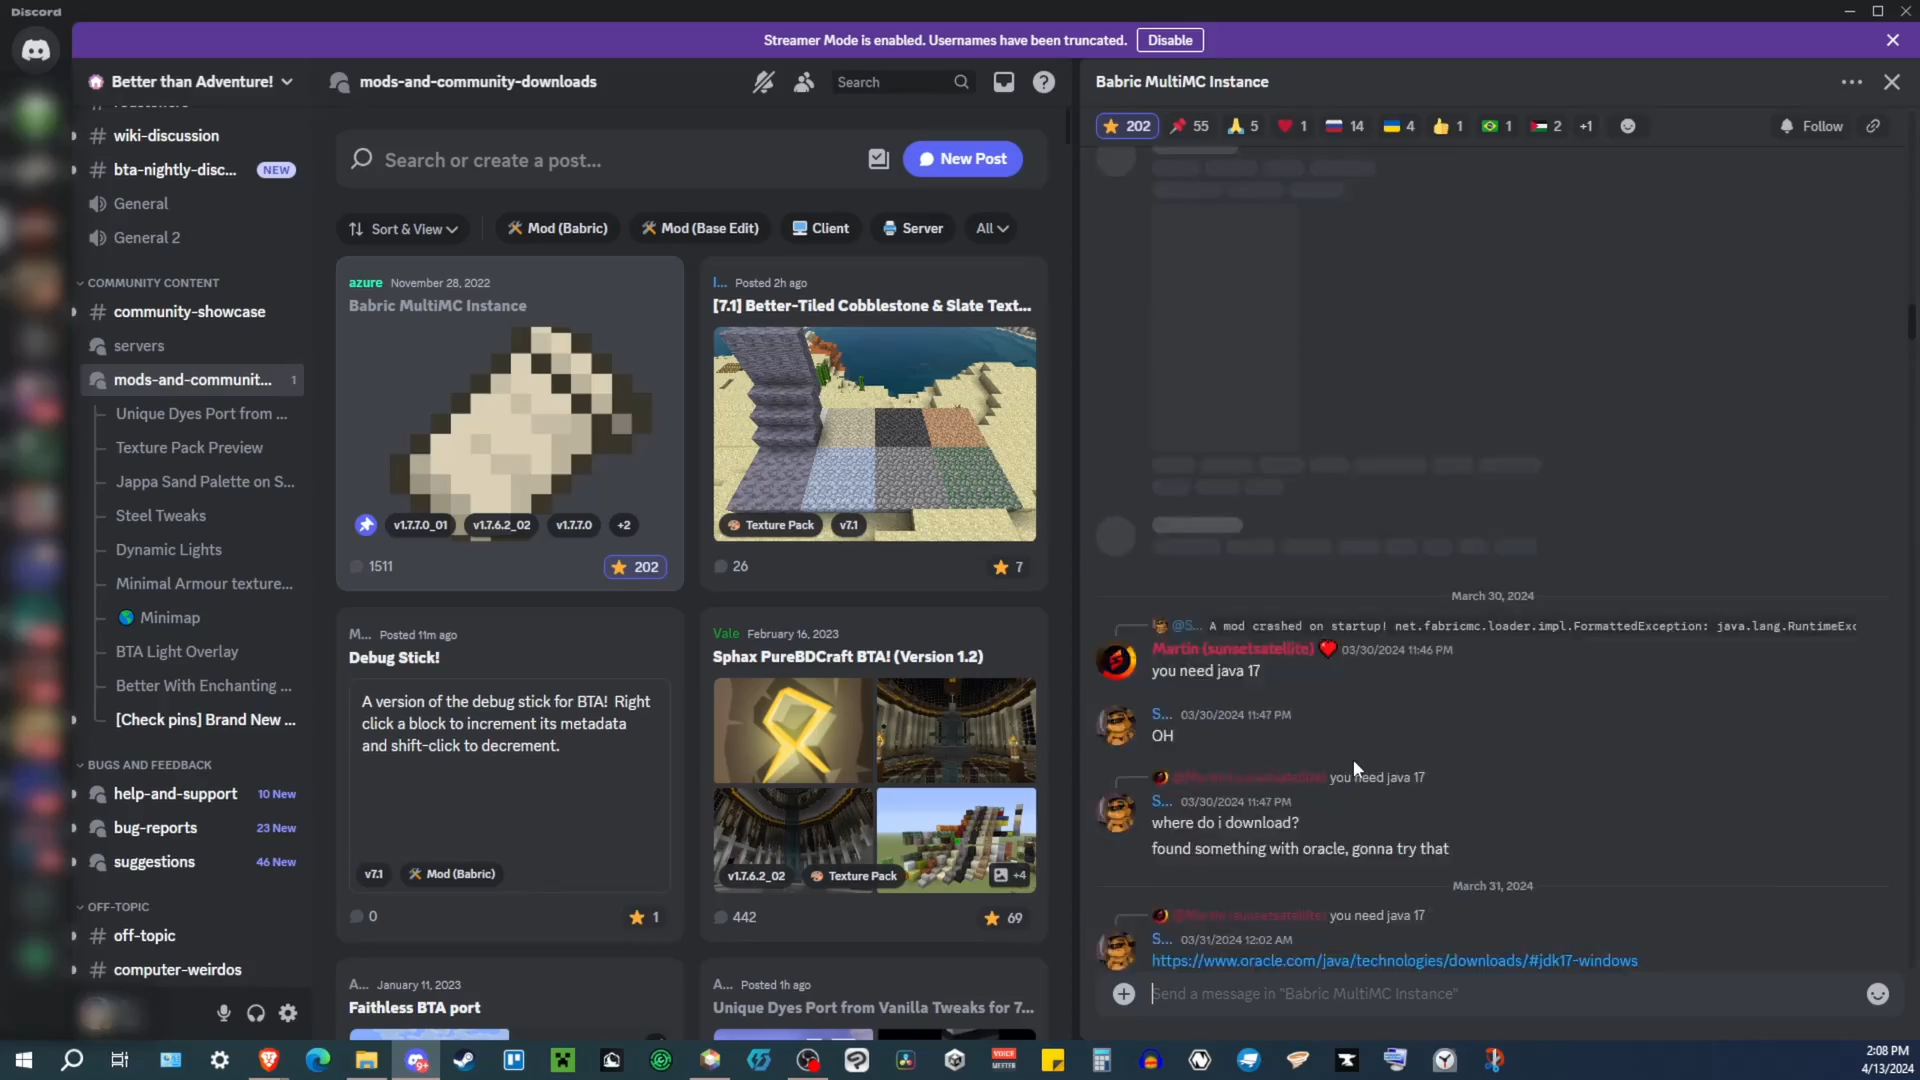 Discord
Streamer Mode is enabled. Usernames have been truncated.
Disable
Better than Adventure!
wiki-discussion
bta-nightly-disc...
NEW
General
General 2
COMMUNITY CONTENT
community-showcase
servers
mods-and-communit...
1
Unique Dyes Port from ...
Texture Pack Preview
Jappa Sand Palette on S...
Steel Tweaks
Dynamic Lights
Minimal Armour texture...
Minimap
BTA Light Overlay
Better With Enchanting ...
[Check pins] Brand New ...
BUGS AND FEEDBACK
help-and-support
10 New
bug-reports
23 New
suggestions
46 New
OFF-TOPIC
off-topic
computer-weirdos
mods-and-community-downloads
Search
Search or create a post...
New Post
Sort & View
Mod (Babric)
Mod (Base Edit)
Client
Server
All
azure November 28, 2022
Babric MultiMC Instance
v1.7.7.0_01
v1.7.6.2_02
v1.7.7.0
+2
1511
202
I... Posted 2h ago
[7.1] Better-Tiled Cobblestone & Slate Text...
Texture Pack
v7.1
26
7
M... Posted 11m ago
Debug Stick!
A version of the debug stick for BTA! Right
click a block to increment its metadata
and shift-click to decrement.
v7.1
Mod (Babric)
0
1
Vale February 16, 2023
Sphax PureBDCraft BTA! (Version 1.2)
v1.7.6.2_02
Texture Pack
+4
442
69
A... January 11, 2023
Faithless BTA port
A... Posted 1h ago
Unique Dyes Port from Vanilla Tweaks for 7...
Babric MultiMC Instance
202
55
5
1
14
4
1
1
2
+1
Follow
March 30, 2024
@S... A mod crashed on startup! net.fabricmc.loader.impl.FormattedException: java.lang.RuntimeExc
Martin (sunsetsatellite) 03/30/2024 11:46 PM
you need java 17
S... 03/30/2024 11:47 PM
OH
@Martin (sunsetsatellite) you need java 17
S... 03/30/2024 11:47 PM
where do i download?
found something with oracle, gonna try that
March 31, 2024
@Martin (sunsetsatellite) you need java 17
S... 03/31/2024 12:02 AM
https://www.oracle.com/java/technologies/downloads/#jdk17-windows
Send a message in "Babric MultiMC Instance"
9+
VOICE
MEETER
2:08 PM
4/13/2024